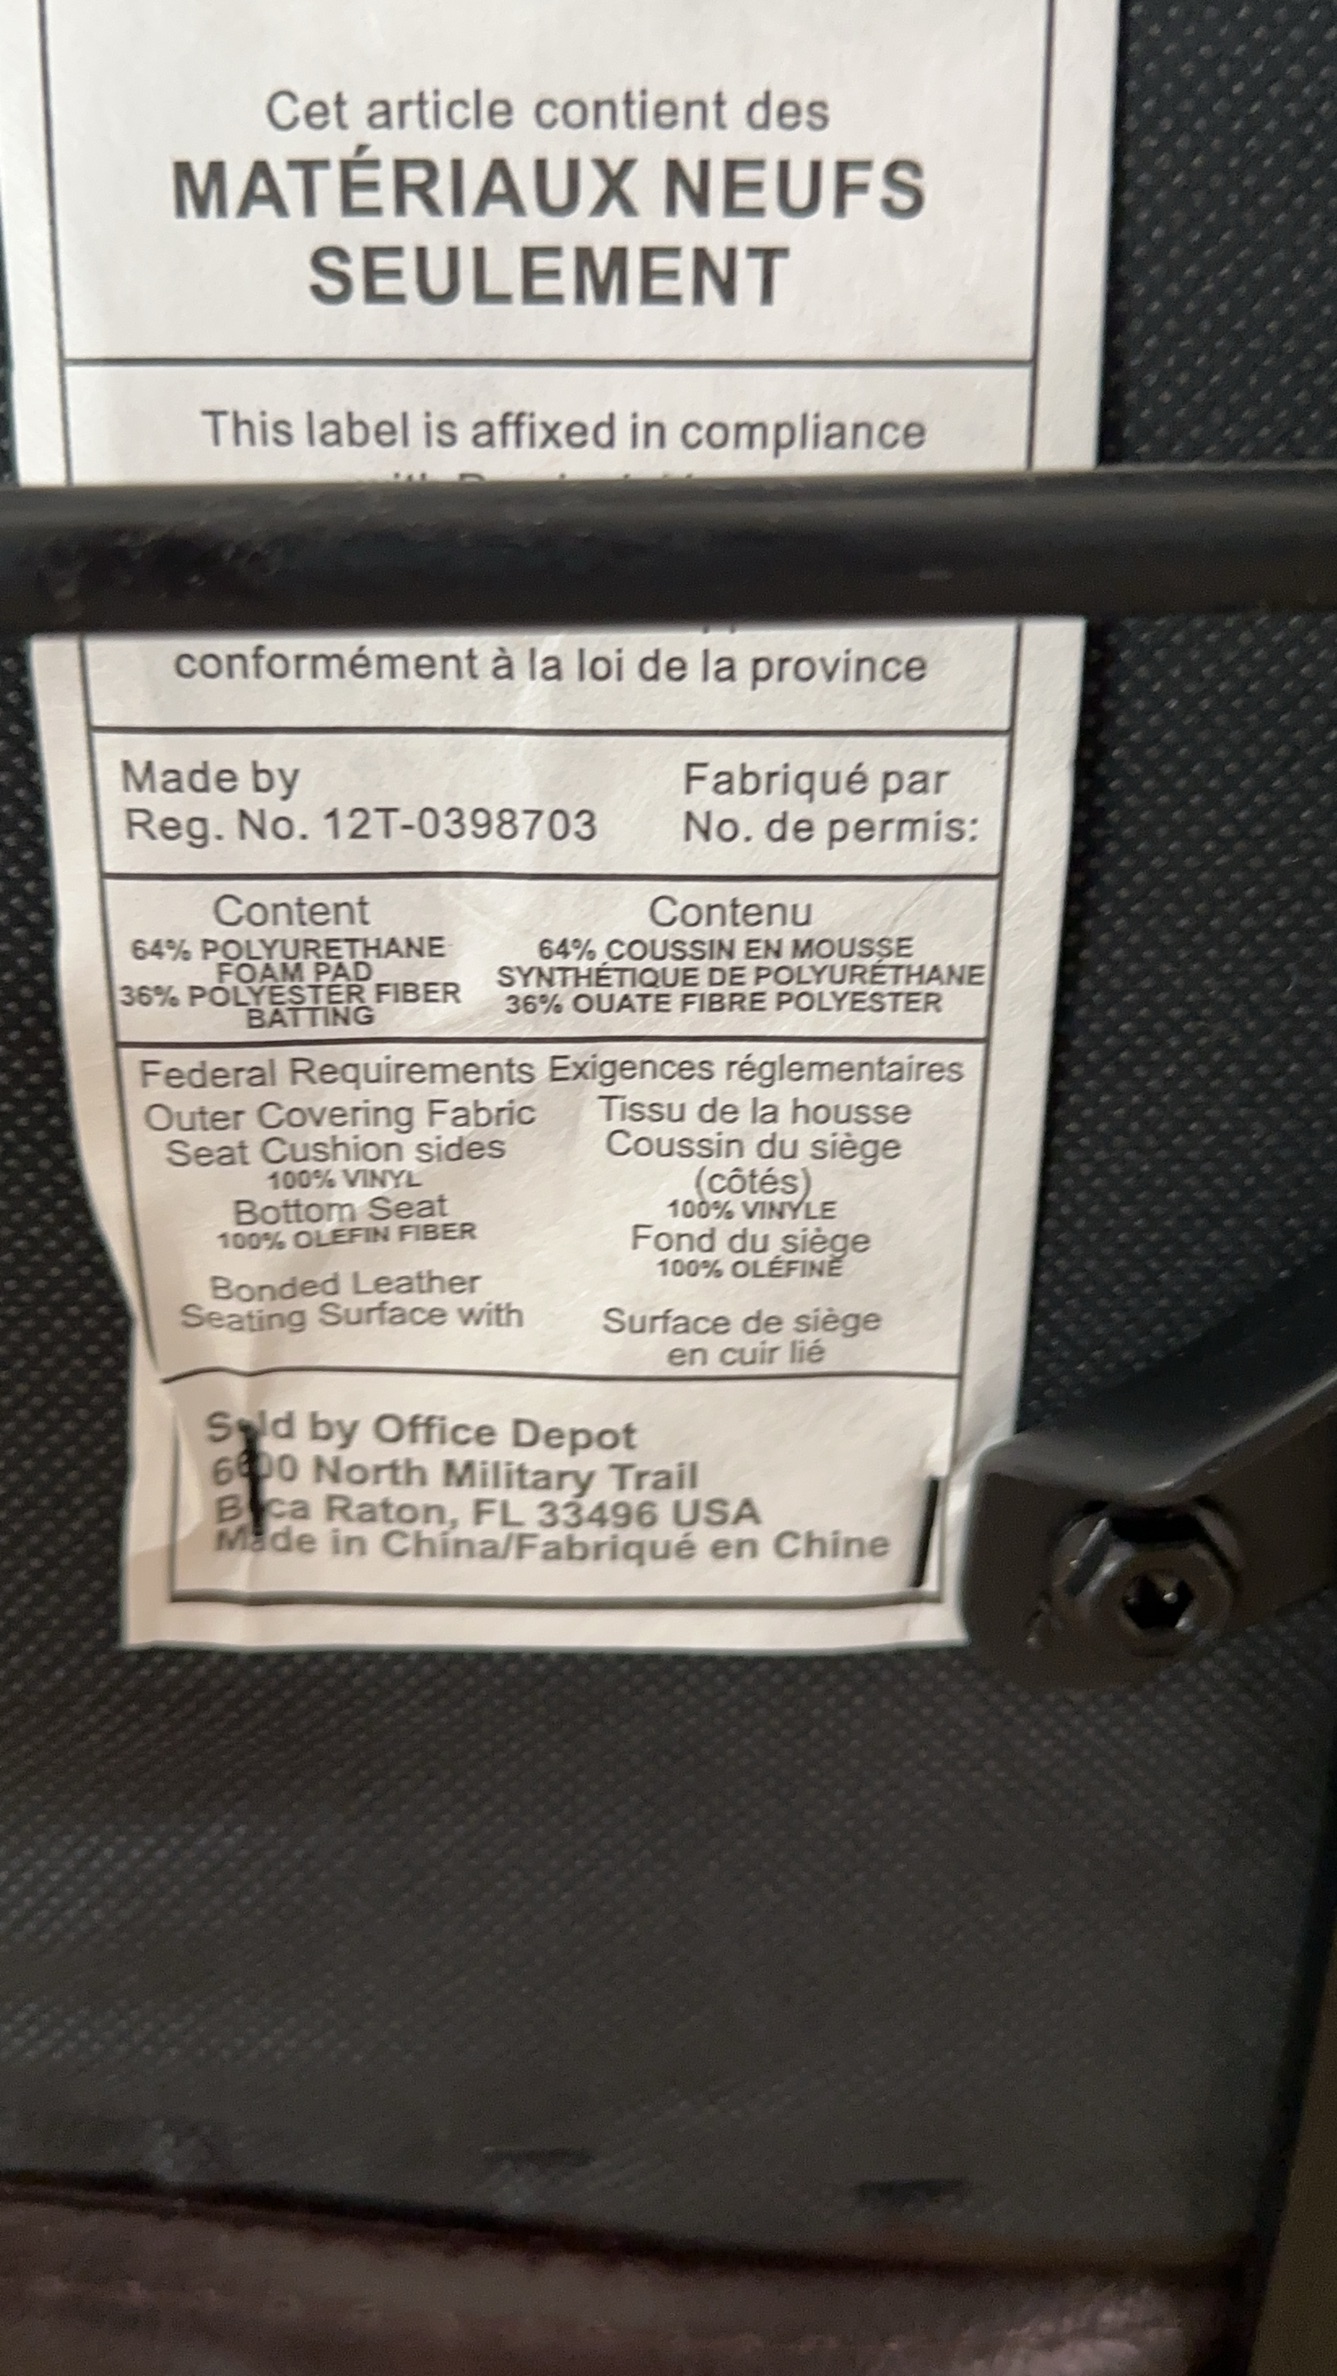 Cet article contient des
MATÉRIAUX NEUFS
SEULEMENT
This label is affixed in compliance
conformément à la loi de la province
Made by Fabriqué par
Reg. No. 12T-0398703 No. de permis:
Content Contenu
64% POLYURETHANE 64% COUSSIN EN MOUSSE
FOAM PAD SYNTHÉTIQUE DE POLYURÉTHANE
36% POLYESTER FIBER 36% OUATE FIBRE POLYESTER
BATTING
Federal Requirements Exigences réglementaires
Outer Covering Fabric Tissu de la housse
Seat Cushion sides Coussin du siège
100% VINYL (côtés)
Bottom Seat 100% VINYLE
100% OLEFIN FIBER Fond du siège
100% OLÉFINE
Bonded Leather
Seating Surface with Surface de siège
en cuir lié
Sold by Office Depot
6600 North Military Trail
Boca Raton, FL 33496 USA
Made in China/Fabriqué en Chine